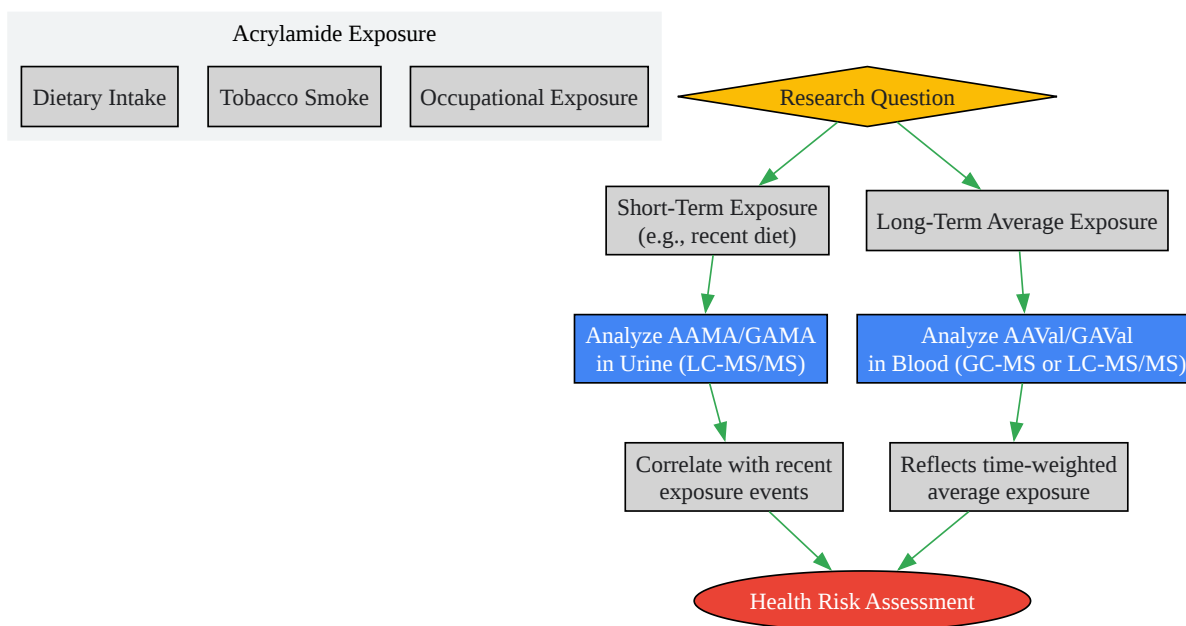 Acrylamide Exposure
Dietary Intake
Tobacco Smoke
Occupational Exposure
Research Question
Short-Term Exposure
(e.g., recent diet)
Long-Term Average Exposure
Analyze AAMA/GAMA
in Urine (LC-MS/MS)
Analyze AAVal/GAVal
in Blood (GC-MS or LC-MS/MS)
Correlate with recent
exposure events
Reflects time-weighted
average exposure
Health Risk Assessment